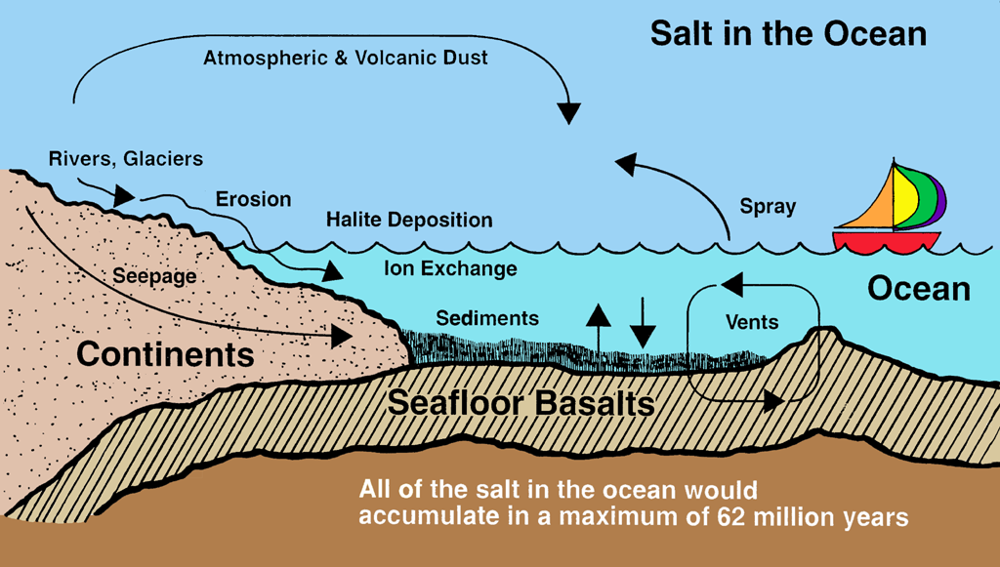 Salt in the Ocean
Atmospheric & Volcanic Dust
Rivers, Glaciers
Erosion
Spray
Halite Deposition
Ion Exchange
Seepage
Ocean
Sediments
Vents
Continents
Seafloor Basalts
All of the salt in the ocean would
accumulate in a maximum of 62 million years